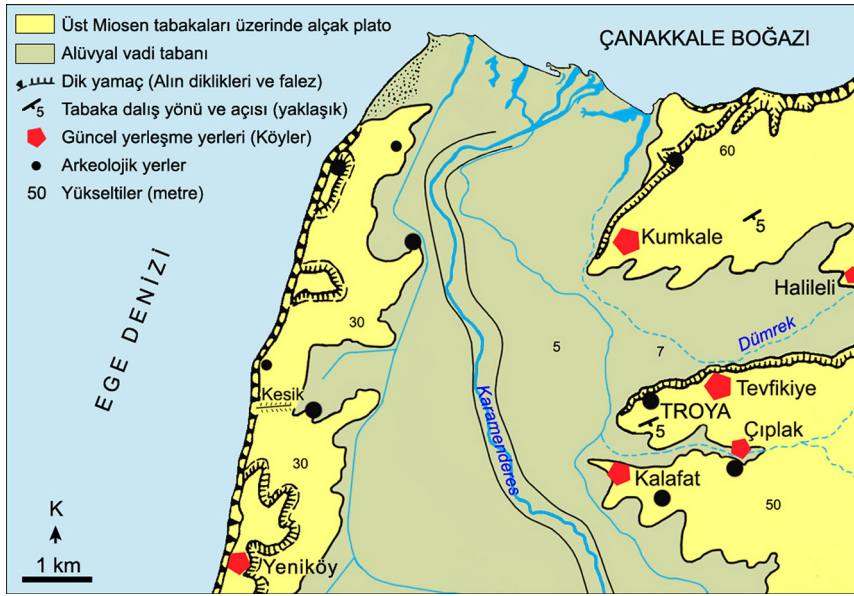 Üst Miosen tabakaları üzerinde alçak plato
Alüvyal vadi tabanı
Dik yamaç (Alın diklikleri ve falez)
5 Tabaka dalış yönü ve açısı (yaklaşık)
Güncel yerleşme yerleri (Köyler)
Arkeolojik yerler
50 Yükseltiler (metre)
ÇANAKKALE BOĞAZI
60
5
Kumkale
Halileli
EGE DENİZİ
30
5
7
Dümrek
Kesik
Karamenderes
Tevfikiye
TROYA
5
Çıplak
30
Kalafat
50
K
1 km
Yeniköy